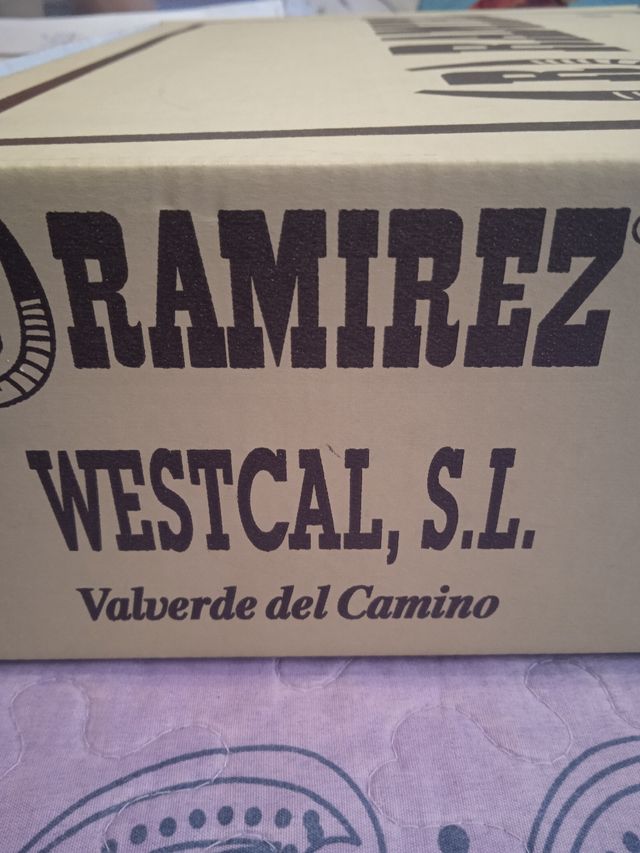 RAMIREZ®
WESTCAL, S.L.
Valverde del Camino